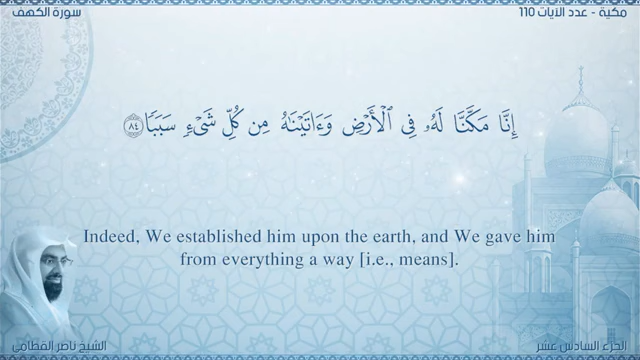 مكية - عدد الآيات 110
سورة الكهف
إِنَّا مَكَّنَّا لَهُۥ فِى ٱلْأَرْضِ وَءَاتَيْنَٰهُ مِن كُلِّ شَىْءٍ سَبَبًا ٨٤
Indeed, We established him upon the earth, and We gave him
from everything a way [i.e., means].
الجزء السادس عشر
الشيخ ناصر القطامي